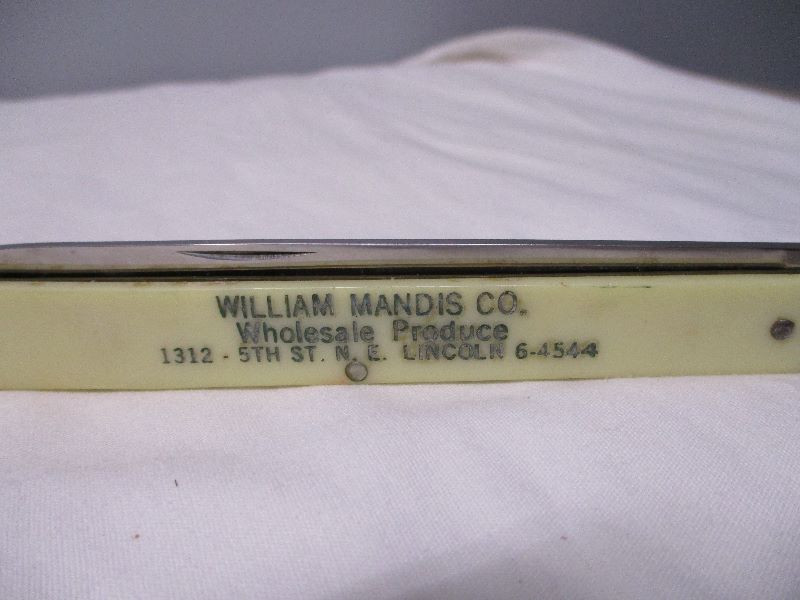 WILLIAM MANDIS CO.
Wholesale Produce
1312 - 5TH ST. N. E. LINCOLN 6-4544